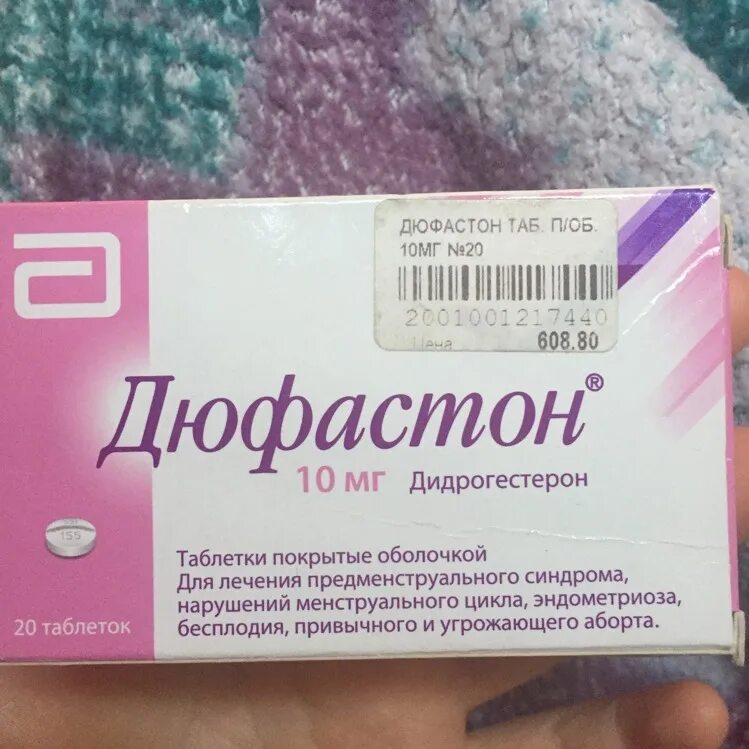 ДЮФАСТОН ТАБ. П/ОБ.
10МГ №20
2001001217440
Цена 608.80
Дюфастон®
10 мг Дидрогестерон
155
Таблетки покрытые оболочкой
Для лечения предменструального синдрома,
нарушений менструального цикла, эндометриоза,
бесплодия, привычного и угрожающего аборта.
20 таблеток